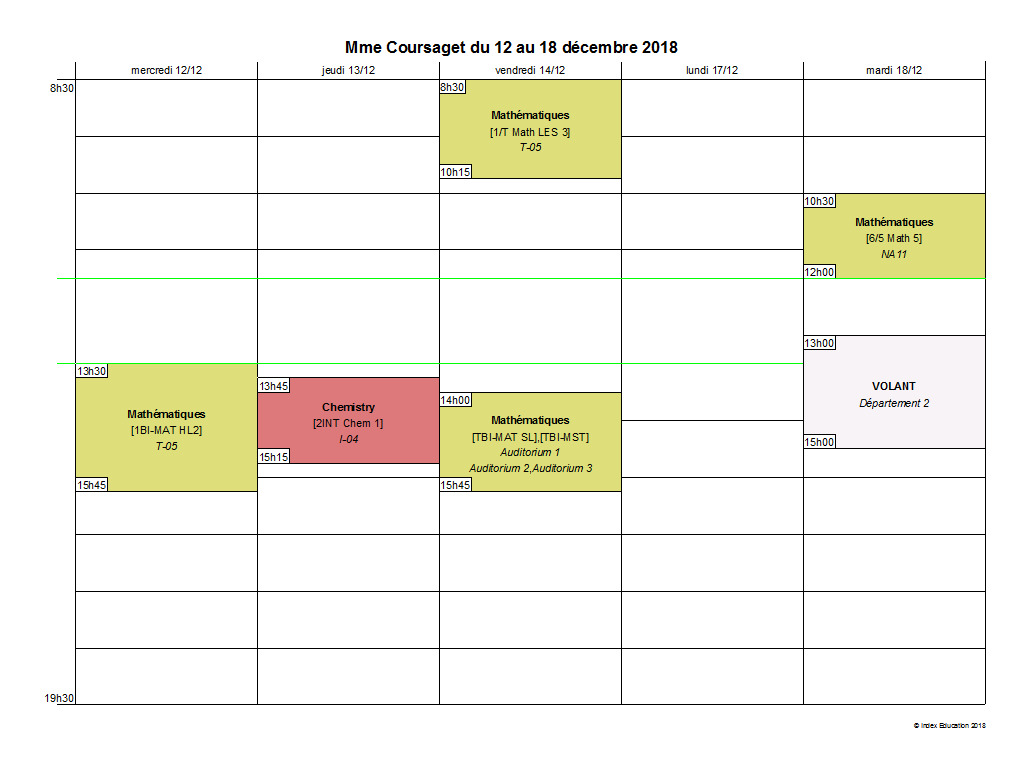 Mme Coursaget du 12 au 18 décembre 2018
mercredi 12/12
jeudi 13/12
vendredi 14/12
lundi 17/12
mardi 18/12
8h30
8h30
Mathématiques
[1/T Math LES 3]
T-05
10h15
10h30
Mathématiques
[6/5 Math 5]
NA11
12h00
13h30
Mathématiques
[1BI-MAT HL2]
T-05
15h45
13h45
Chemistry
[2INT Chem 1]
I-04
15h15
14h00
Mathématiques
[TBI-MAT SL],[TBI-MST]
Auditorium 1
Auditorium 2,Auditorium 3
15h45
13h00
VOLANT
Département 2
15h00
19h30
© Index Education 2018